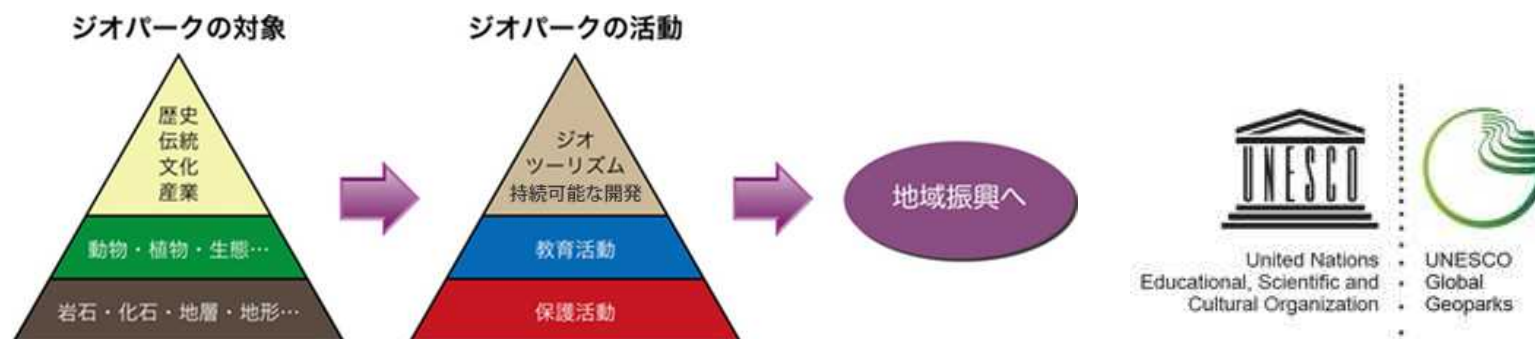 ジオパークの対象
歴史
伝統
文化
産業
動物・植物・生態…
岩石・化石・地層・地形…
ジオパークの活動
ジオ
ツーリズム
持続可能な開発
教育活動
保護活動
地域振興へ
UNESCO
United Nations
Educational, Scientific and
Cultural Organization
UNESCO
Global
Geoparks